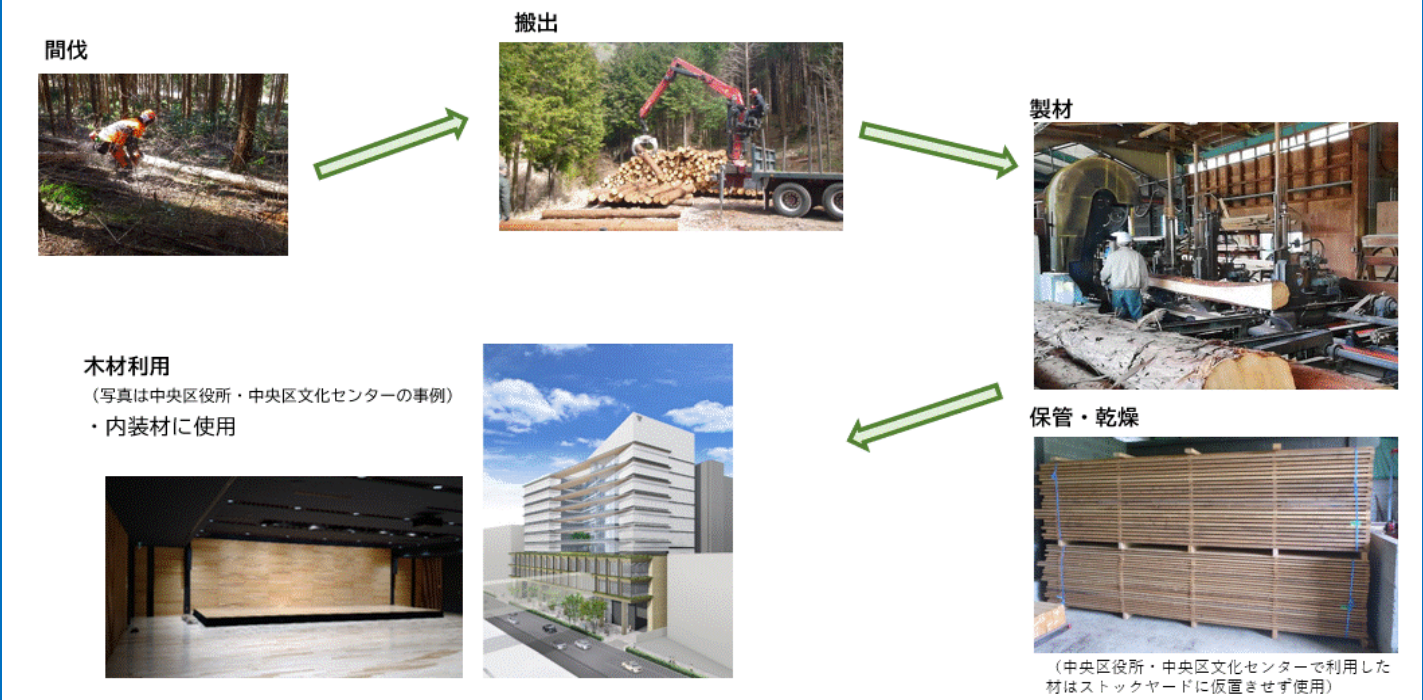 間伐
搬出
製材
保管・乾燥
（中央区役所・中央区文化センターで利用した
材はストックヤードに仮置きせず使用）
木材利用
（写真は中央区役所・中央区文化センターの事例）
・内装材に使用